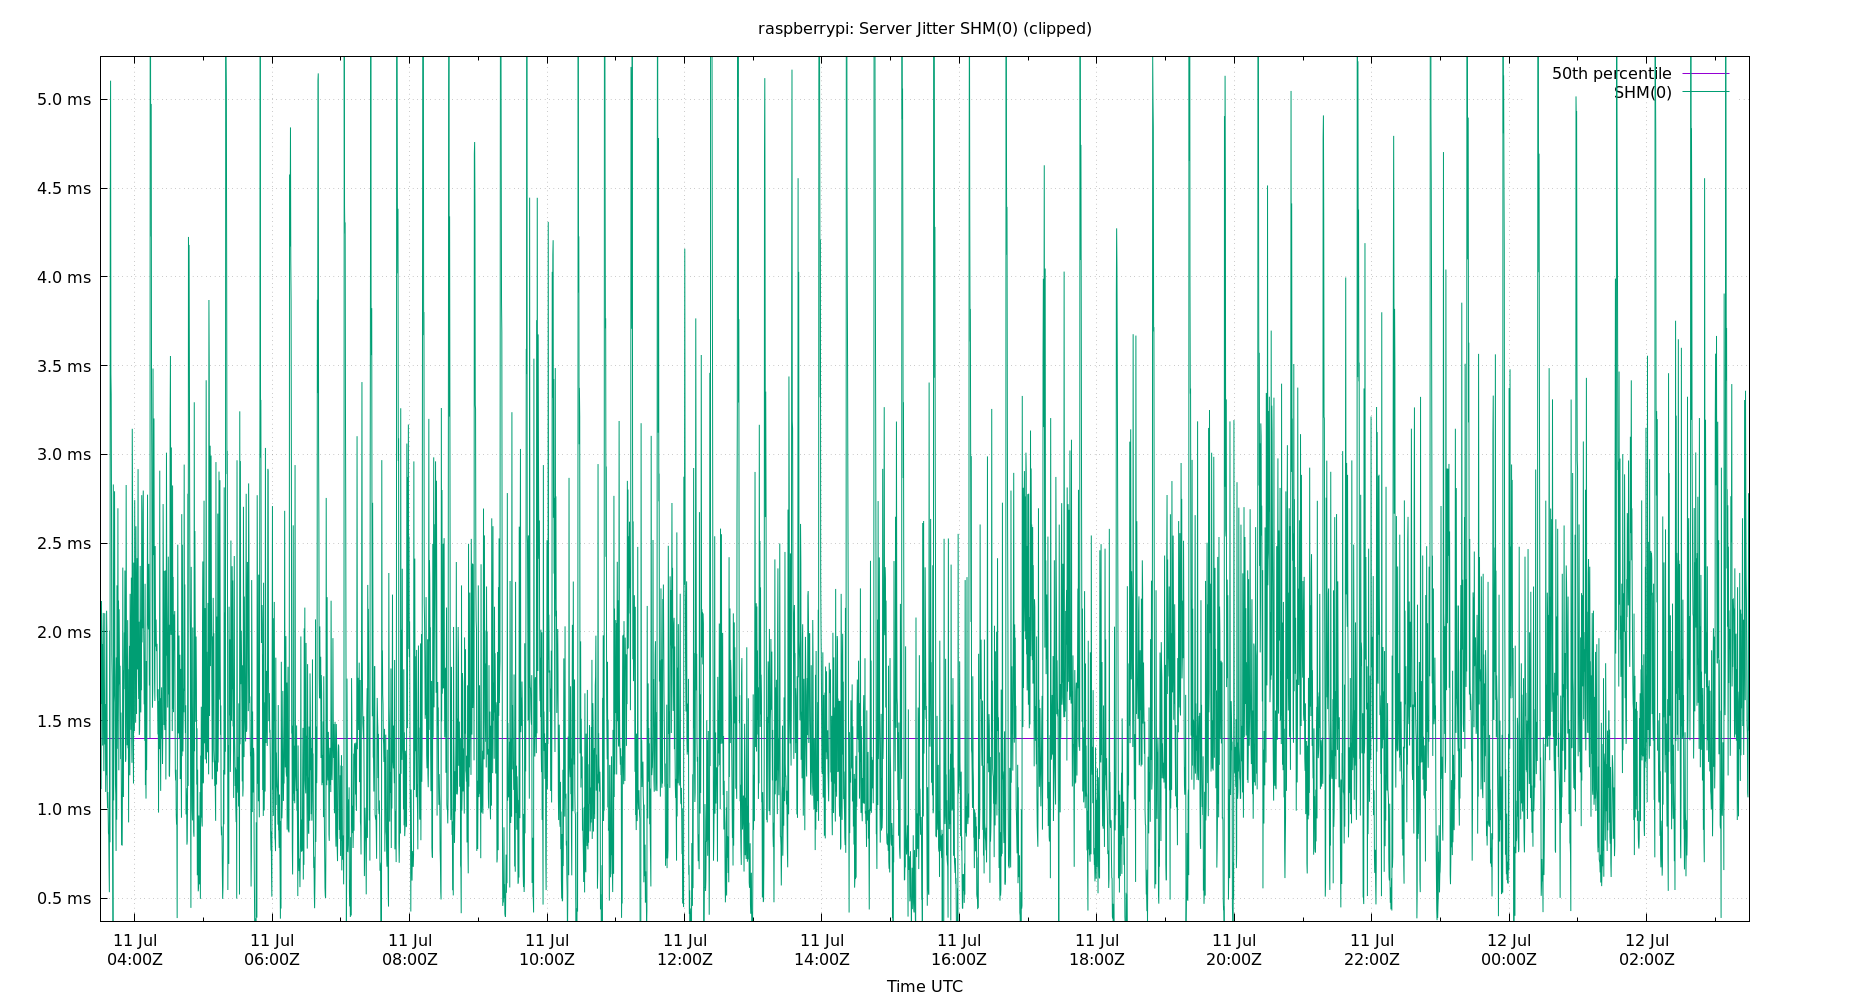 raspberrypi: Server Jitter SHM(0) (clipped)
50th percentile
SHM(0)
5.0 ms
4.5 ms
4.0 ms
3.5 ms
3.0 ms
2.5 ms
2.0 ms
1.5 ms
1.0 ms
0.5 ms
11 Jul 11 Jul 11 Jul 11 Jul 11 Jul 11 Jul 11 Jul 11 Jul 11 Jul 11 Jul 12 Jul 12 Jul
04:00Z 06:00Z 08:00Z 10:00Z 12:00Z 14:00Z 16:00Z 18:00Z 20:00Z 22:00Z 00:00Z 02:00Z
Time UTC